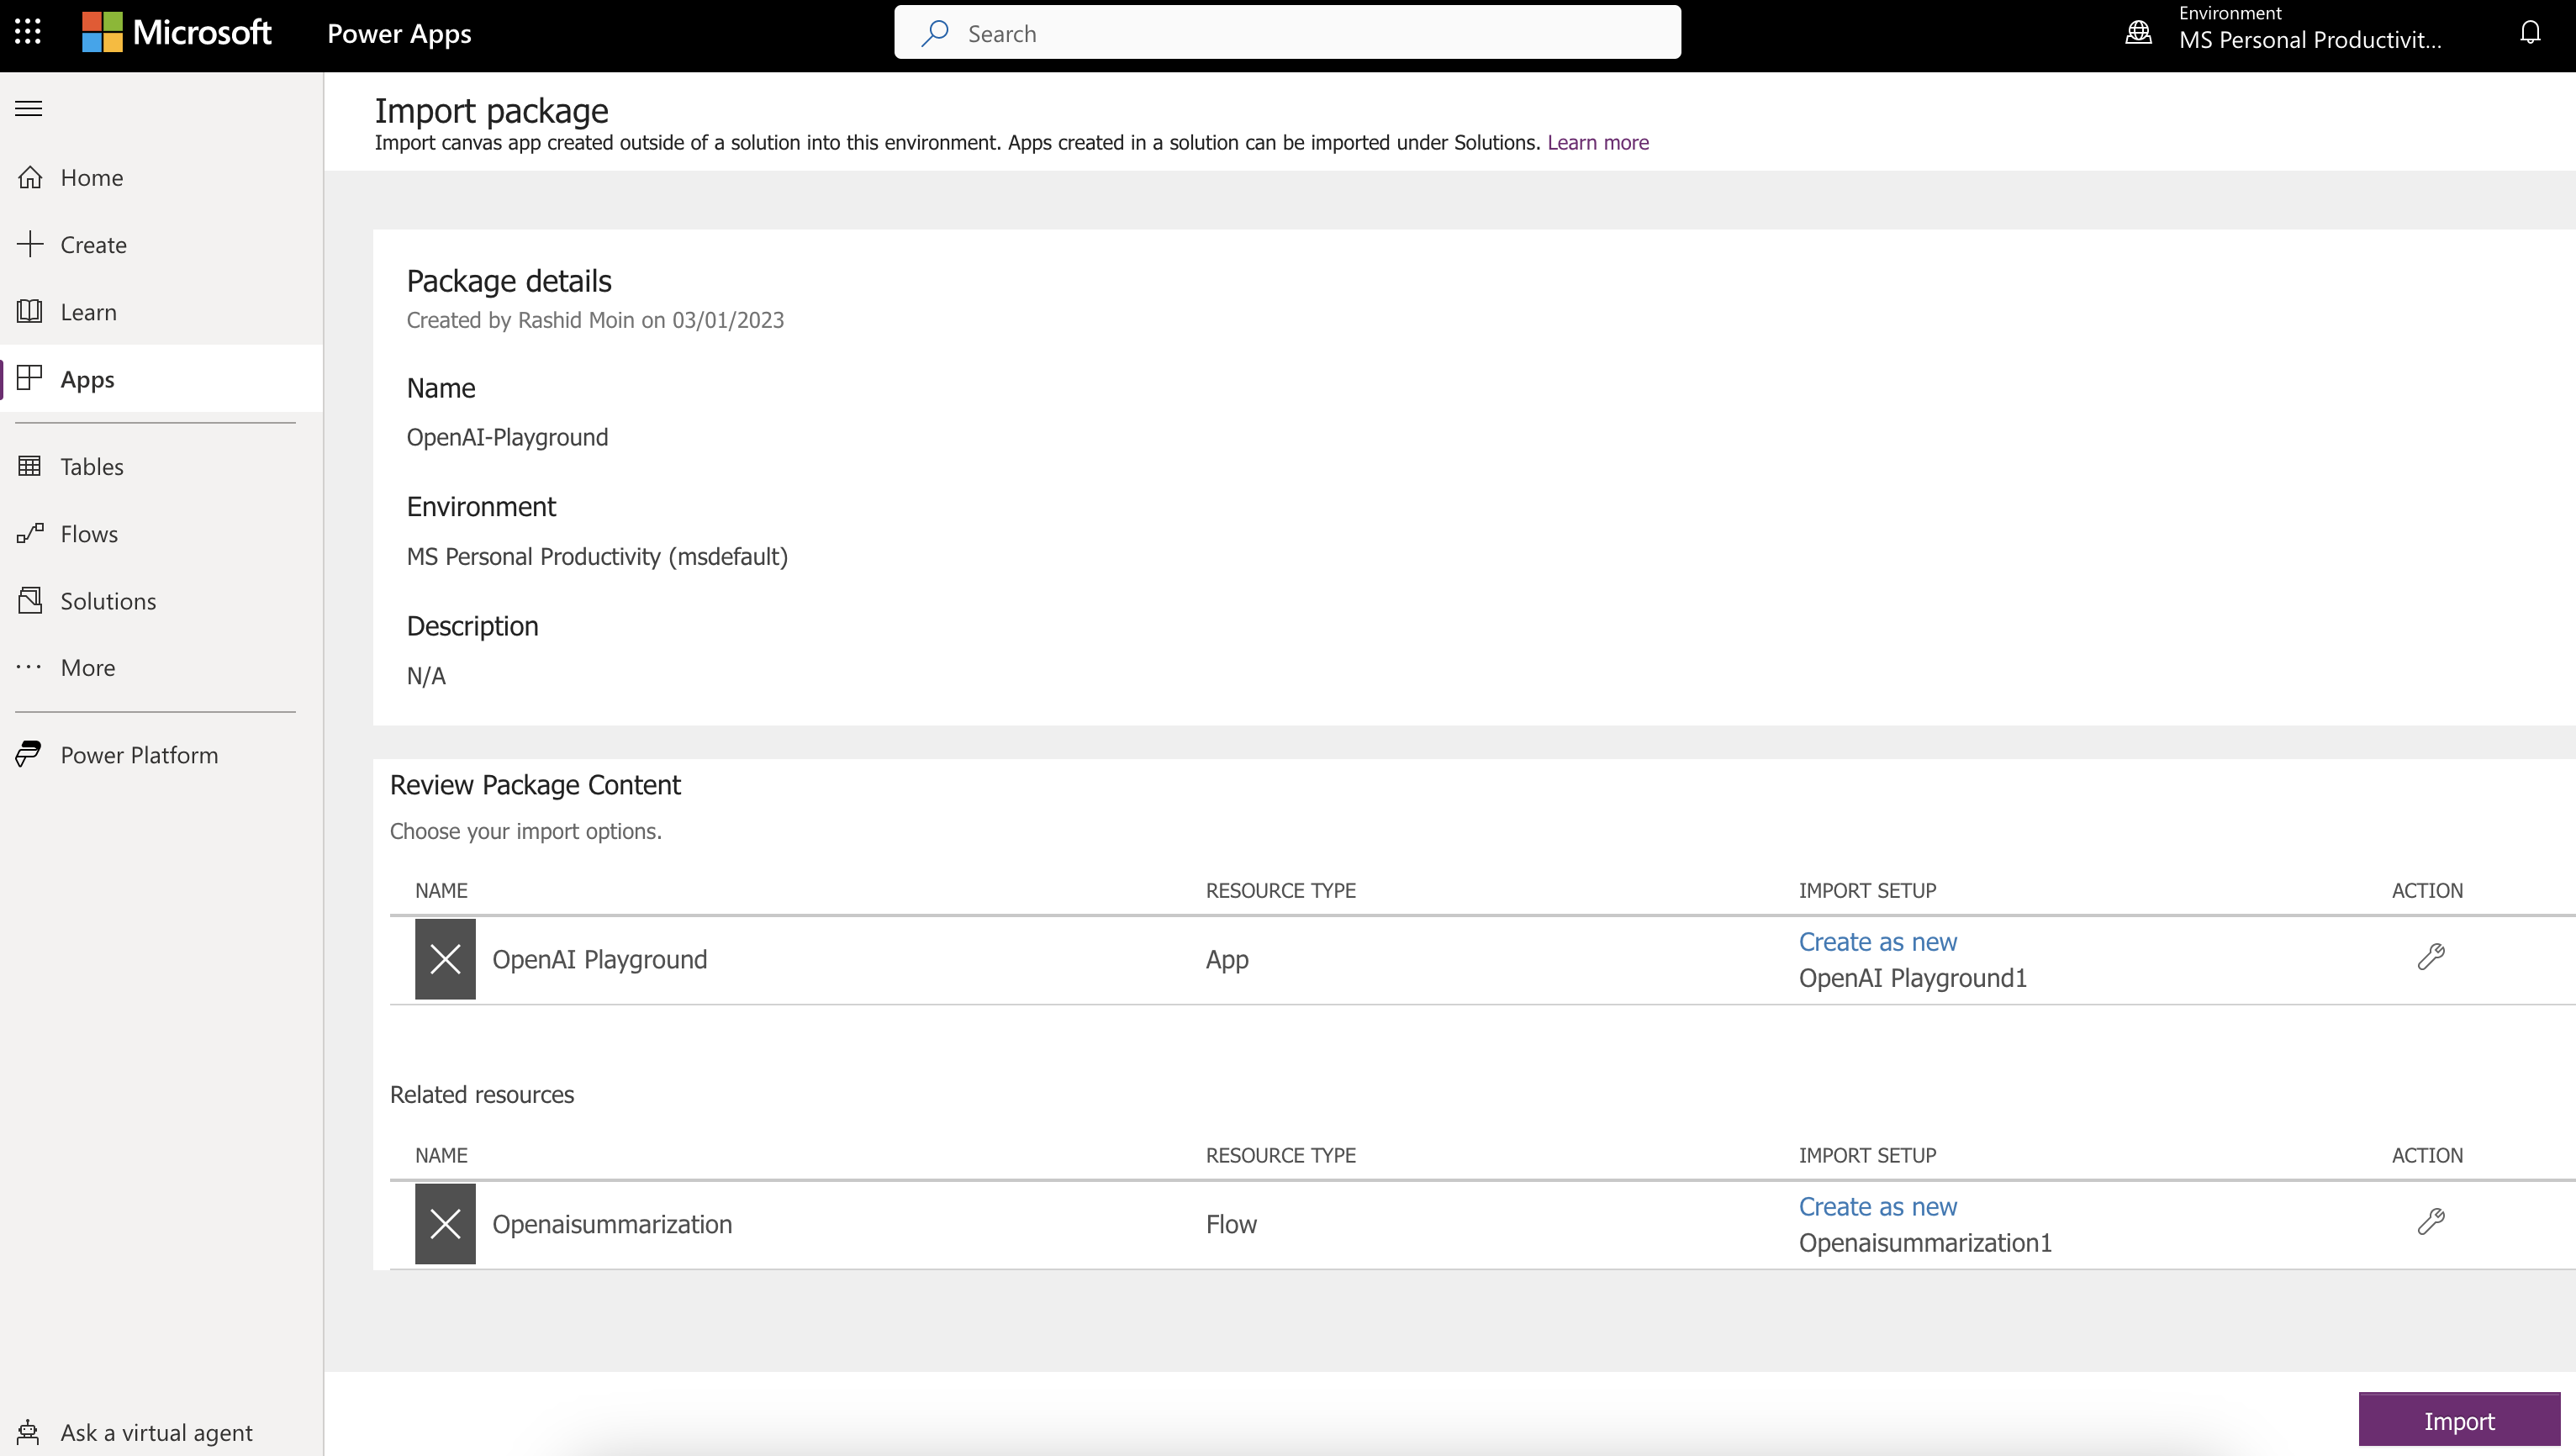 Microsoft
Power Apps
Search
Environment
MS Personal Productivit...
Home
Create
Learn
Apps
Tables
Flows
Solutions
More
Power Platform
Ask a virtual agent
Import package
Import canvas app created outside of a solution into this environment. Apps created in a solution can be imported under Solutions. Learn more
Package details
Created by Rashid Moin on 03/01/2023
Name
OpenAI-Playground
Environment
MS Personal Productivity (msdefault)
Description
N/A
Review Package Content
Choose your import options.
NAME RESOURCE TYPE IMPORT SETUP ACTION
OpenAI Playground App Create as new
OpenAI Playground1
Related resources
NAME RESOURCE TYPE IMPORT SETUP ACTION
Openaisummarization Flow Create as new
Openaisummarization1
Import